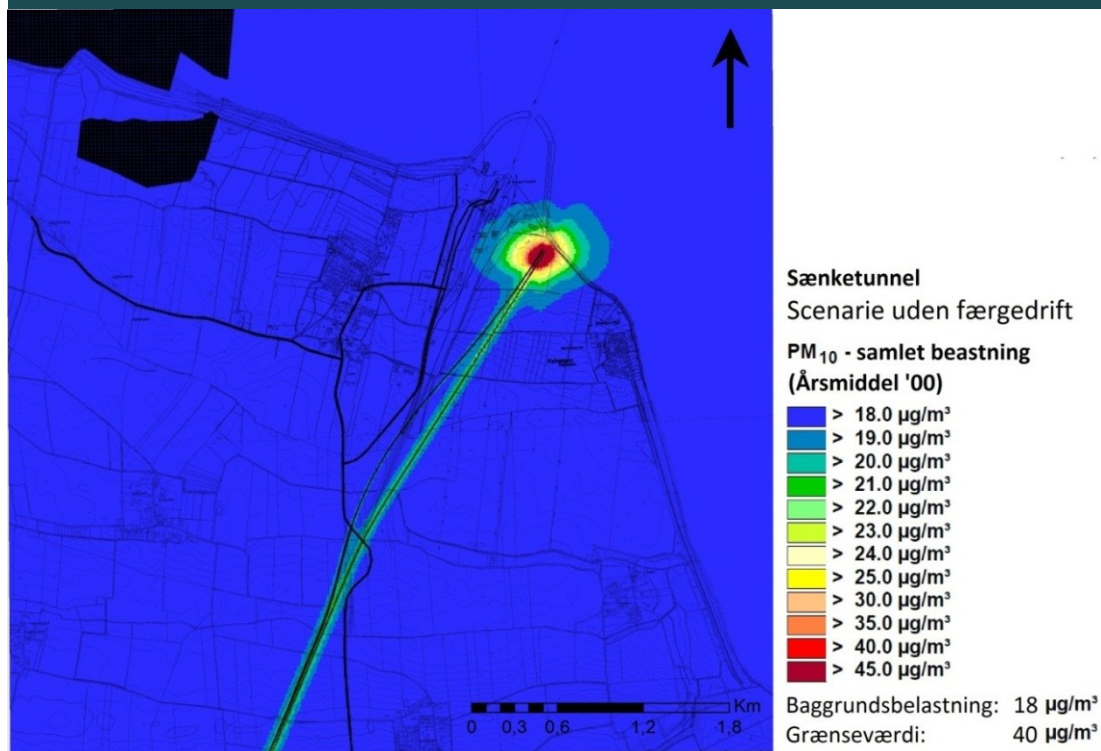 Sænketunnel
Scenarie uden færgedrift
PM₁₀ - samlet beastning
(Årsmiddel '00)
> 18.0 µg/m³
> 19.0 µg/m³
> 20.0 µg/m³
> 21.0 µg/m³
> 22.0 µg/m³
> 23.0 µg/m³
> 24.0 µg/m³
> 25.0 µg/m³
> 30.0 µg/m³
> 35.0 µg/m³
> 40.0 µg/m³
> 45.0 µg/m³
Baggrundsbelastning: 18 µg/m³
Grænseværdi: 40 µg/m³
Km
0 0,3 0,6 1,2 1,8